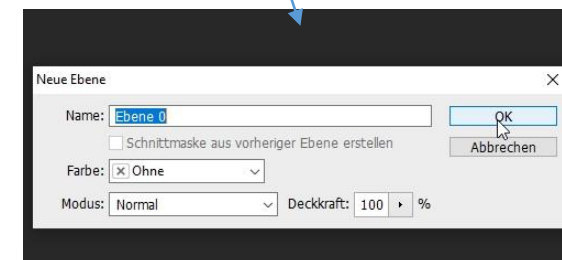 Neue Ebene
Name: Ebene 0 OK
Schnittmaske aus vorheriger Ebene erstellen Abbrechen
Farbe: Ohne
Modus: Normal Deckkraft: 100 %